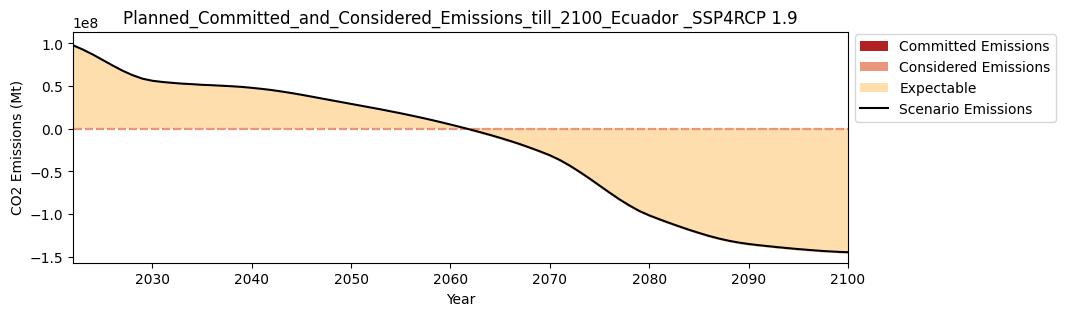 Planned_Committed_and_Considered_Emissions_till_2100_Ecuador _SSP4RCP 1.9
1e8
1.0
0.5
0.0
−0.5
−1.0
−1.5
CO2 Emissions (Mt)
2030 2040 2050 2060 2070 2080 2090 2100
Year
Committed Emissions
Considered Emissions
Expectable
Scenario Emissions